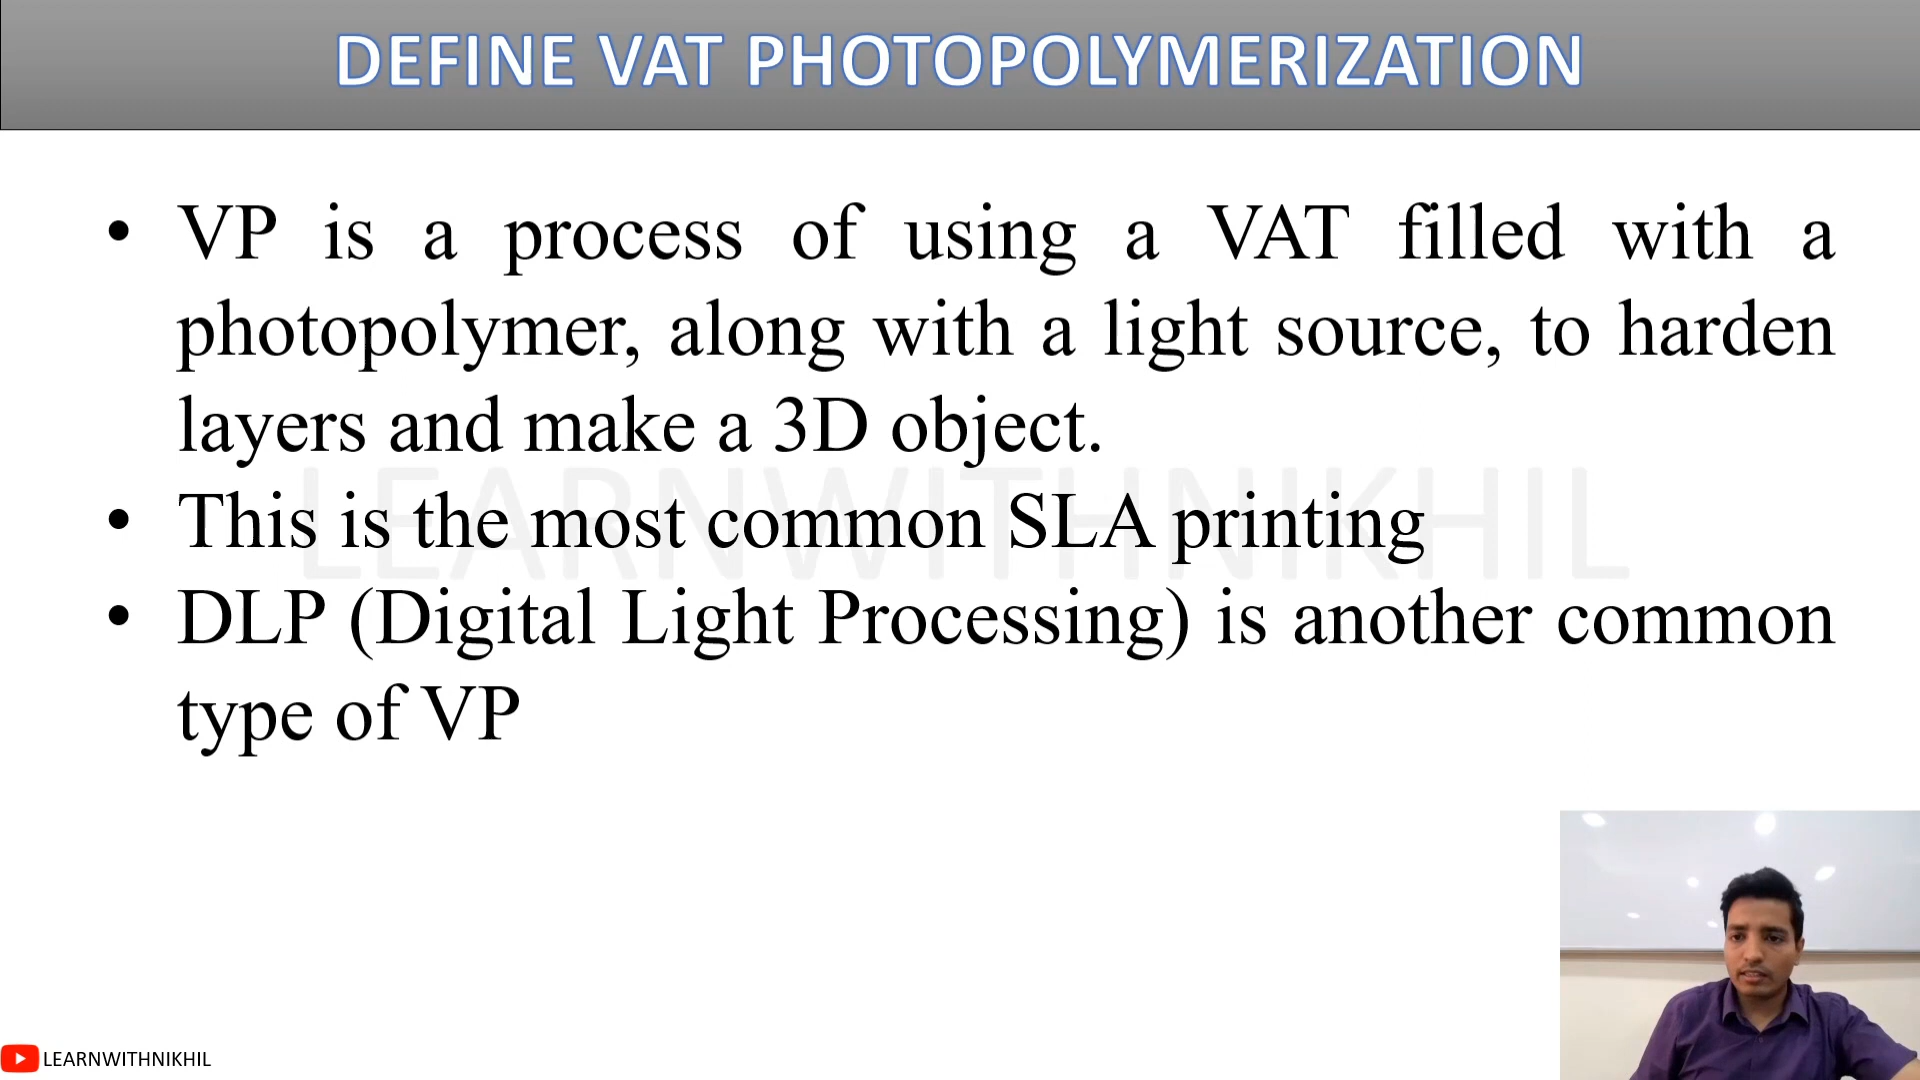 DEFINE VAT PHOTOPOLYMERIZATION
• VP is a process of using a VAT filled with a
photopolymer, along with a light source, to harden
layers and make a 3D object.
LEARNWITHNIKHIL
• This is the most common SLA printing
• DLP (Digital Light Processing) is another common
type of VP
LEARNWITHNIKHIL